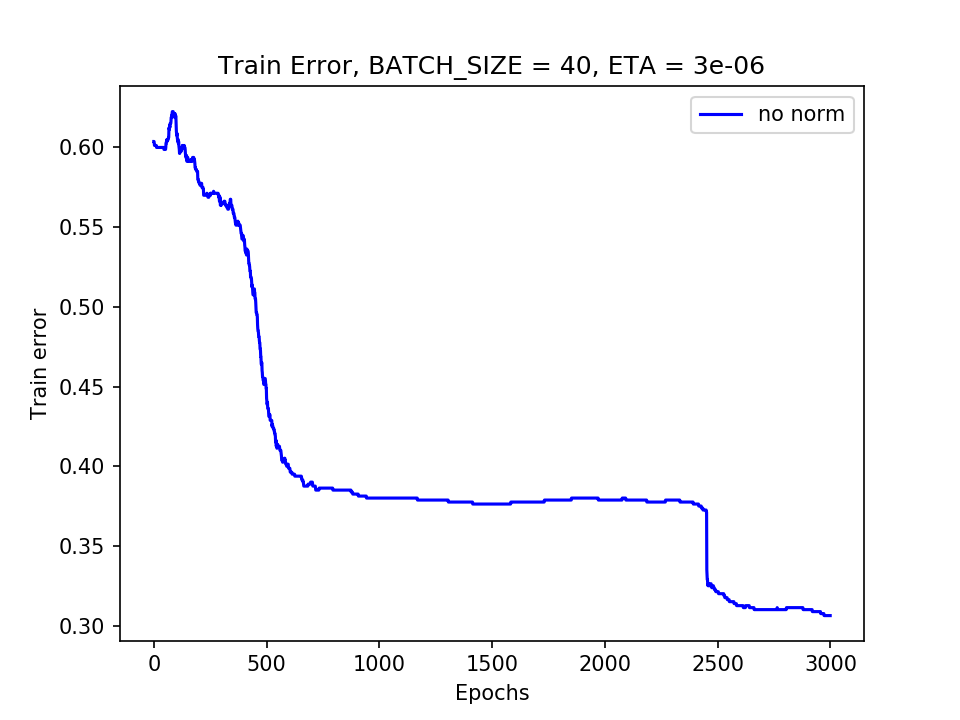 Train Error, BATCH_SIZE = 40, ETA = 3e-06
no norm
Train error
0.60
0.55
0.50
0.45
0.40
0.35
0.30
0 500 1000 1500 2000 2500 3000
Epochs